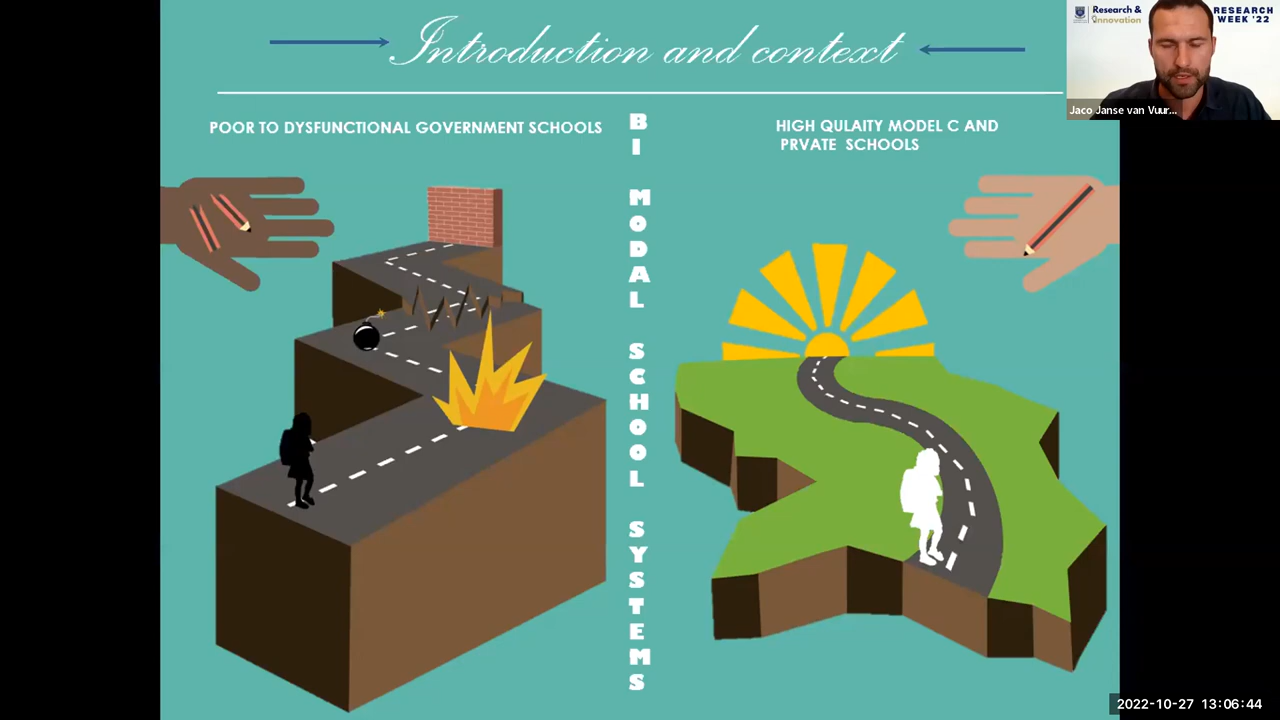 Introduction and context
Research &
Innovation
RESEARCH
WEEK '22
Jaco Janse van Vuur...
POOR TO DYSFUNCTIONAL GOVERNMENT SCHOOLS
HIGH QULAITY MODEL C AND
PRVATE SCHOOLS
BI MODAL SCHOOL SYSTEMS
2022-10-27 13:06:44